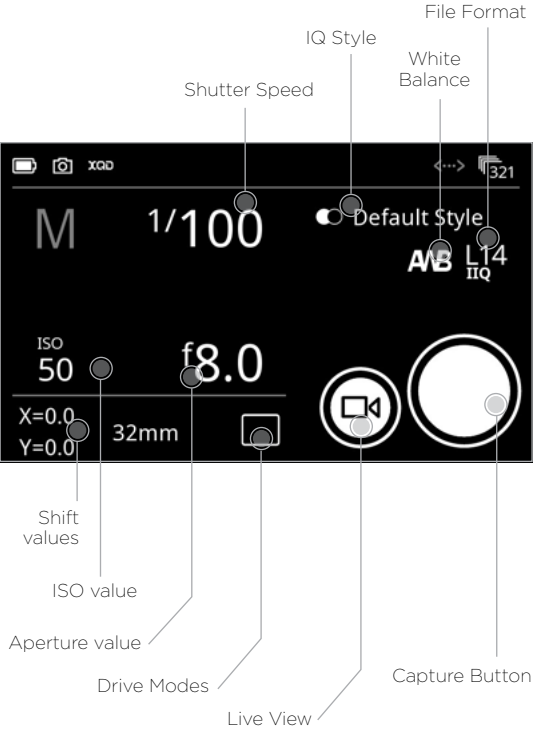 File Format
IQ Style
White
Balance
Shutter Speed
XQD
321
M
1/100
Default Style
AWB
L14
IIQ
ISO
50
f8.0
X=0.0
Y=0.0
32mm
Shift
values
ISO value
Aperture value
Drive Modes
Capture Button
Live View